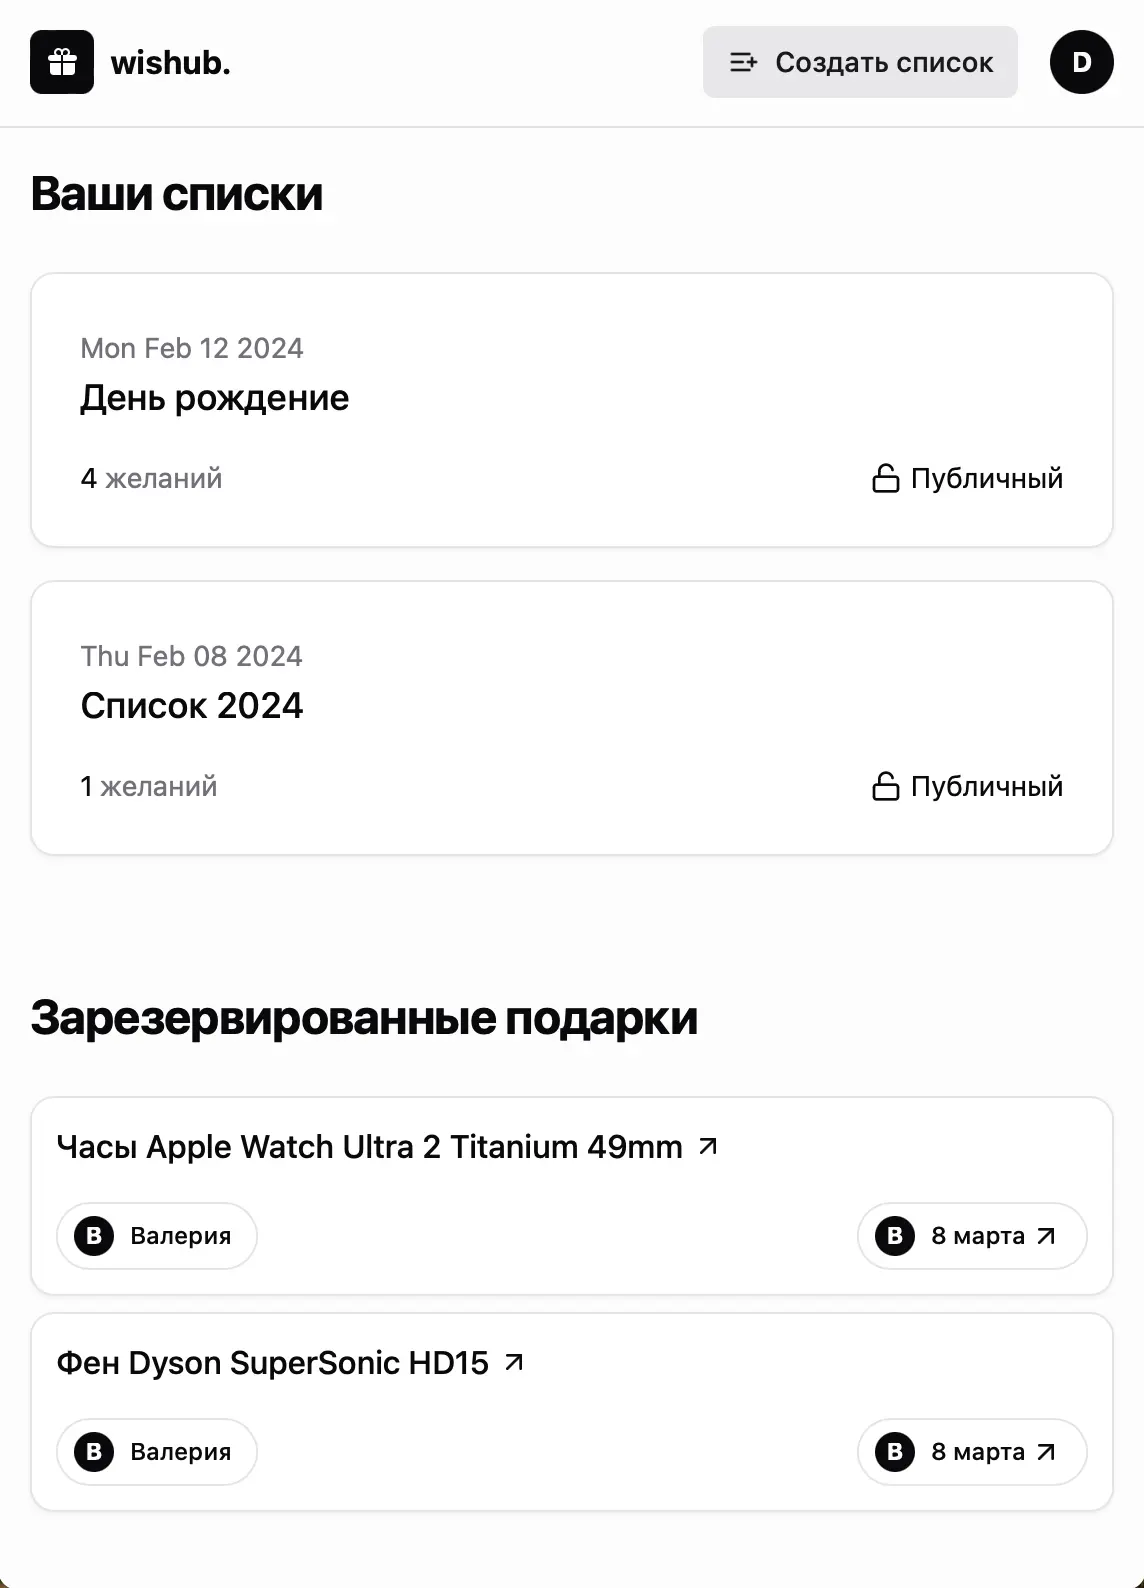 wishub.
Создать список
D
Ваши списки
Mon Feb 12 2024
День рождение
4 желаний
Публичный
Thu Feb 08 2024
Список 2024
1 желаний
Публичный
Зарезервированные подарки
Часы Apple Watch Ultra 2 Titanium 49mm
В Валерия
В 8 марта
Фен Dyson SuperSonic HD15
В Валерия
В 8 марта